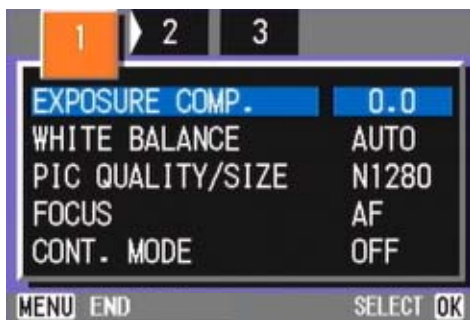 1 2 3
EXPOSURE COMP. 0.0
WHITE BALANCE AUTO
PIC QUALITY/SIZE N1280
FOCUS AF
CONT. MODE OFF
MENU END SELECT OK